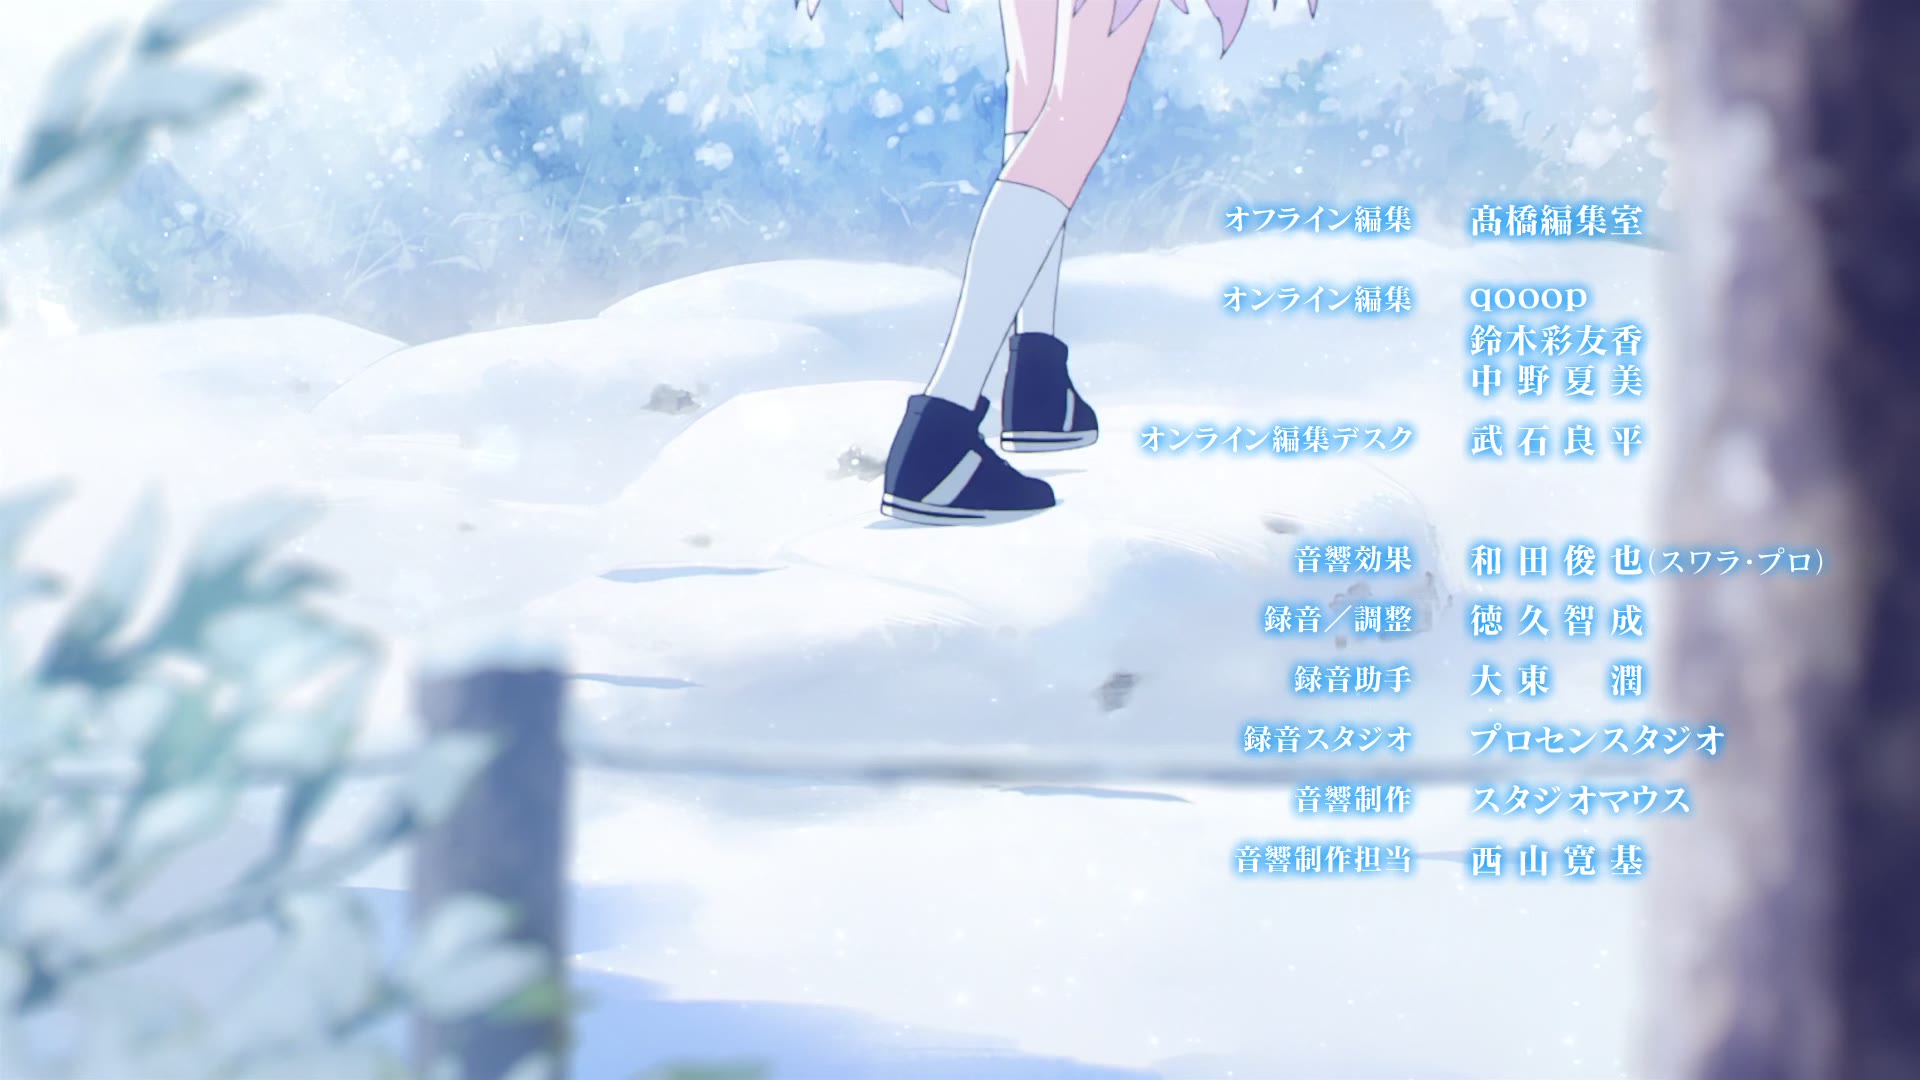 オフライン編集 髙橋編集室
オンライン編集 qooop
鈴木彩友香
中野夏美
オンライン編集デスク 武石良平
音響効果 和田俊也(スワラ・プロ)
録音／調整 徳久智成
録音助手 大東　潤
録音スタジオ プロセンスタジオ
音響制作 スタジオマウス
音響制作担当 西山寛基